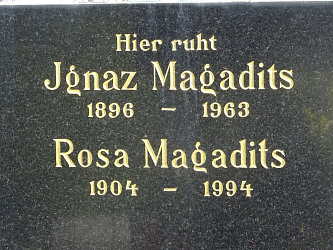 Hier ruht
Jgnaz Magadits
1896 – 1963
Rosa Magadits
1904 – 1994